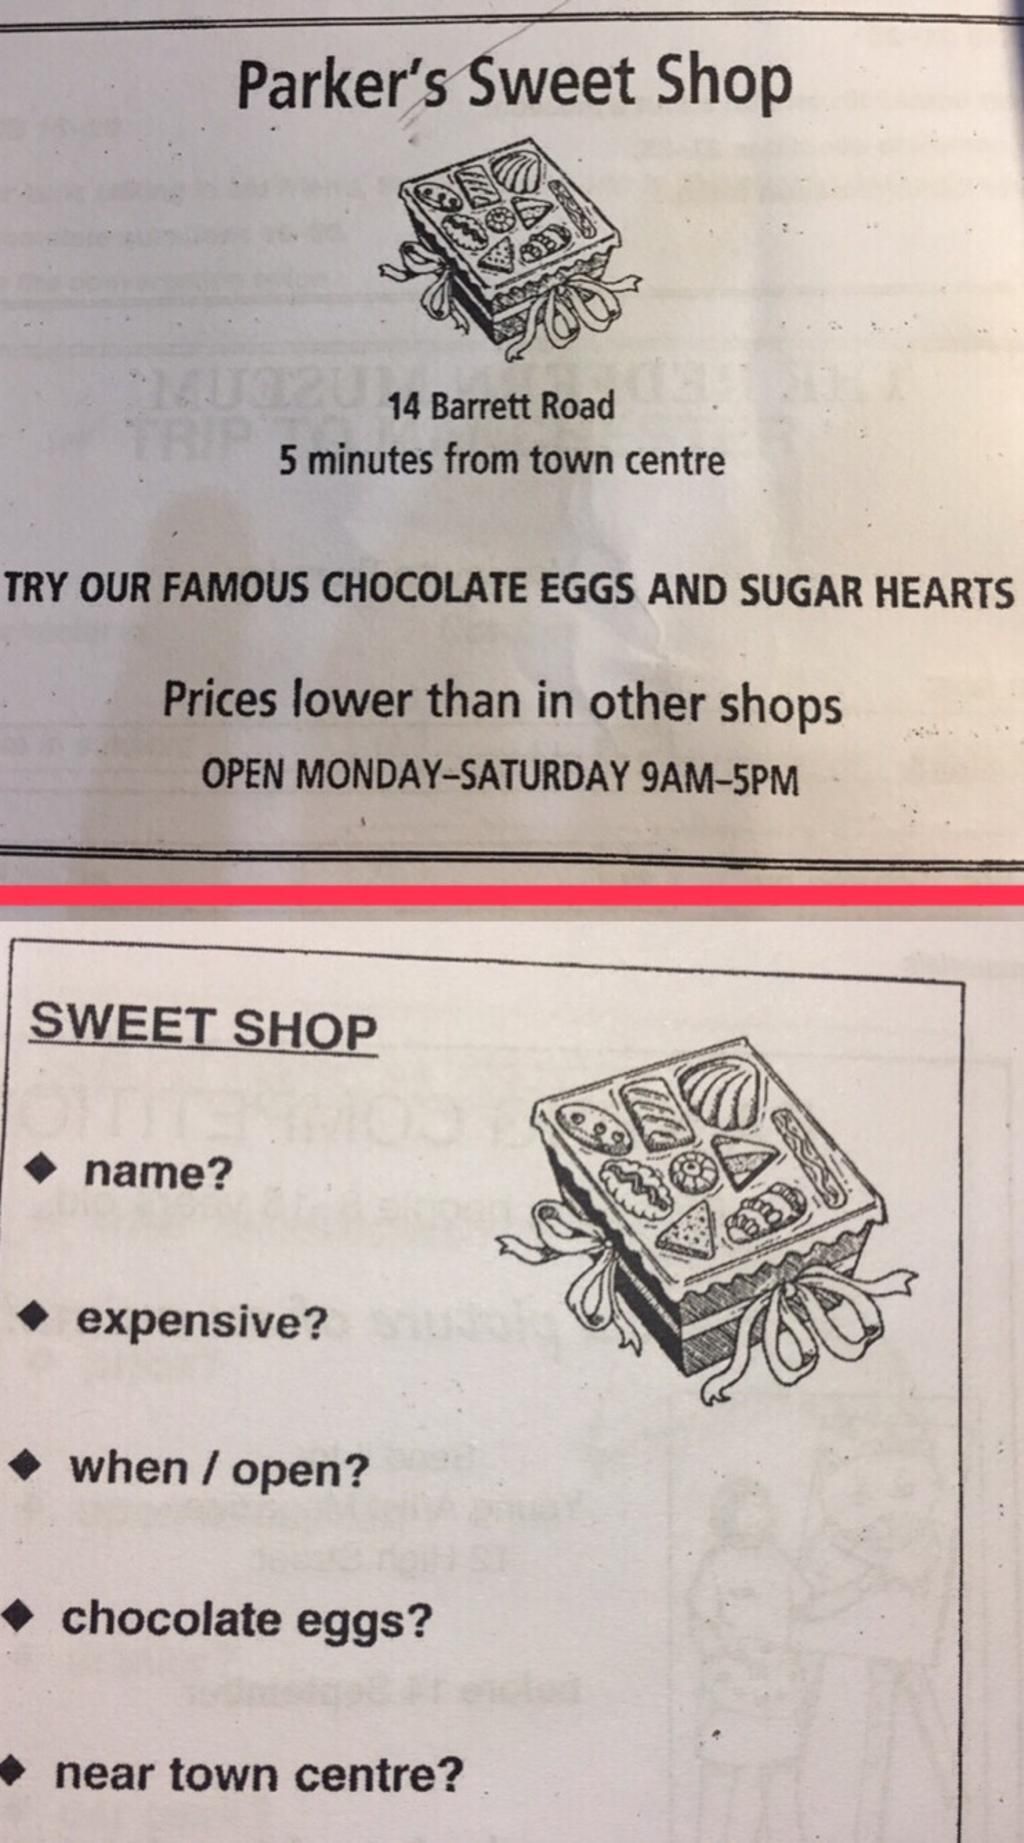 Parker's Sweet Shop
14 Barrett Road
5 minutes from town centre
TRY OUR FAMOUS CHOCOLATE EGGS AND SUGAR HEARTS
Prices lower than in other shops
OPEN MONDAY–SATURDAY 9AM–5PM
SWEET SHOP
◆ name?
◆ expensive?
◆ when / open?
◆ chocolate eggs?
◆ near town centre?